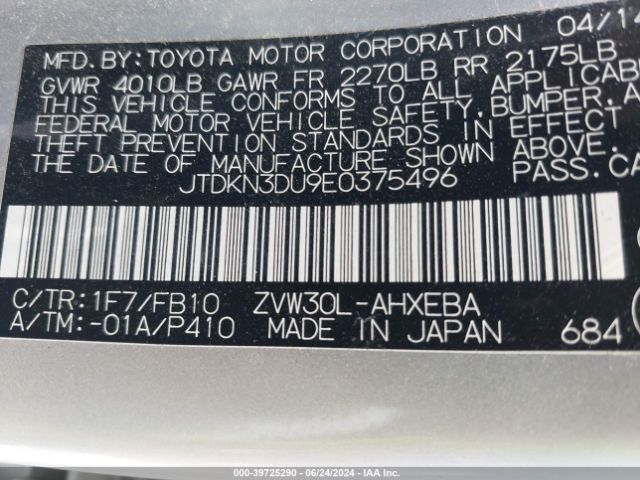 MFD. BY: TOYOTA MOTOR CORPORATION 04/1
GVWR 4010LB GAWR FR 2270LB RR 2175LB
THIS VEHICLE CONFORMS TO ALL APPLICAB
FEDERAL MOTOR VEHICLE SAFETY, BUMPER, A
THEFT PREVENTION STANDARDS IN EFFECT ON
THE DATE OF MANUFACTURE SHOWN ABOVE.
JTDKN3DU9E0375496 PASS. CA
C/TR: 1F7/FB10 ZVW30L-AHXEBA
A/TM: -01A/P410 MADE IN JAPAN 684
000-39725290 - 06/24/2024 - IAA Inc.